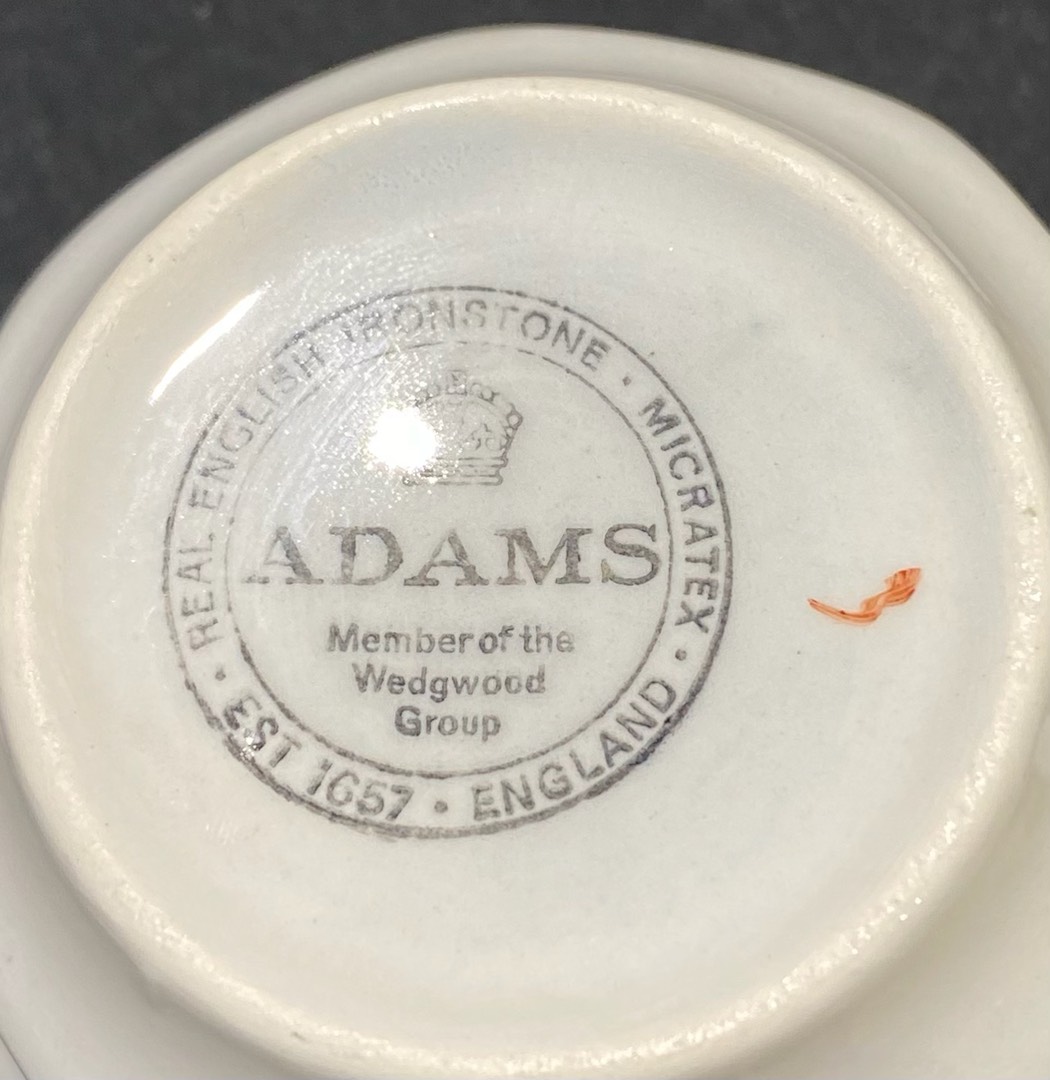 REAL ENGLISH IRONSTONE · MICRATEX ·
ADAMS
Member of the
Wedgwood
Group
EST 1657 · ENGLAND ·